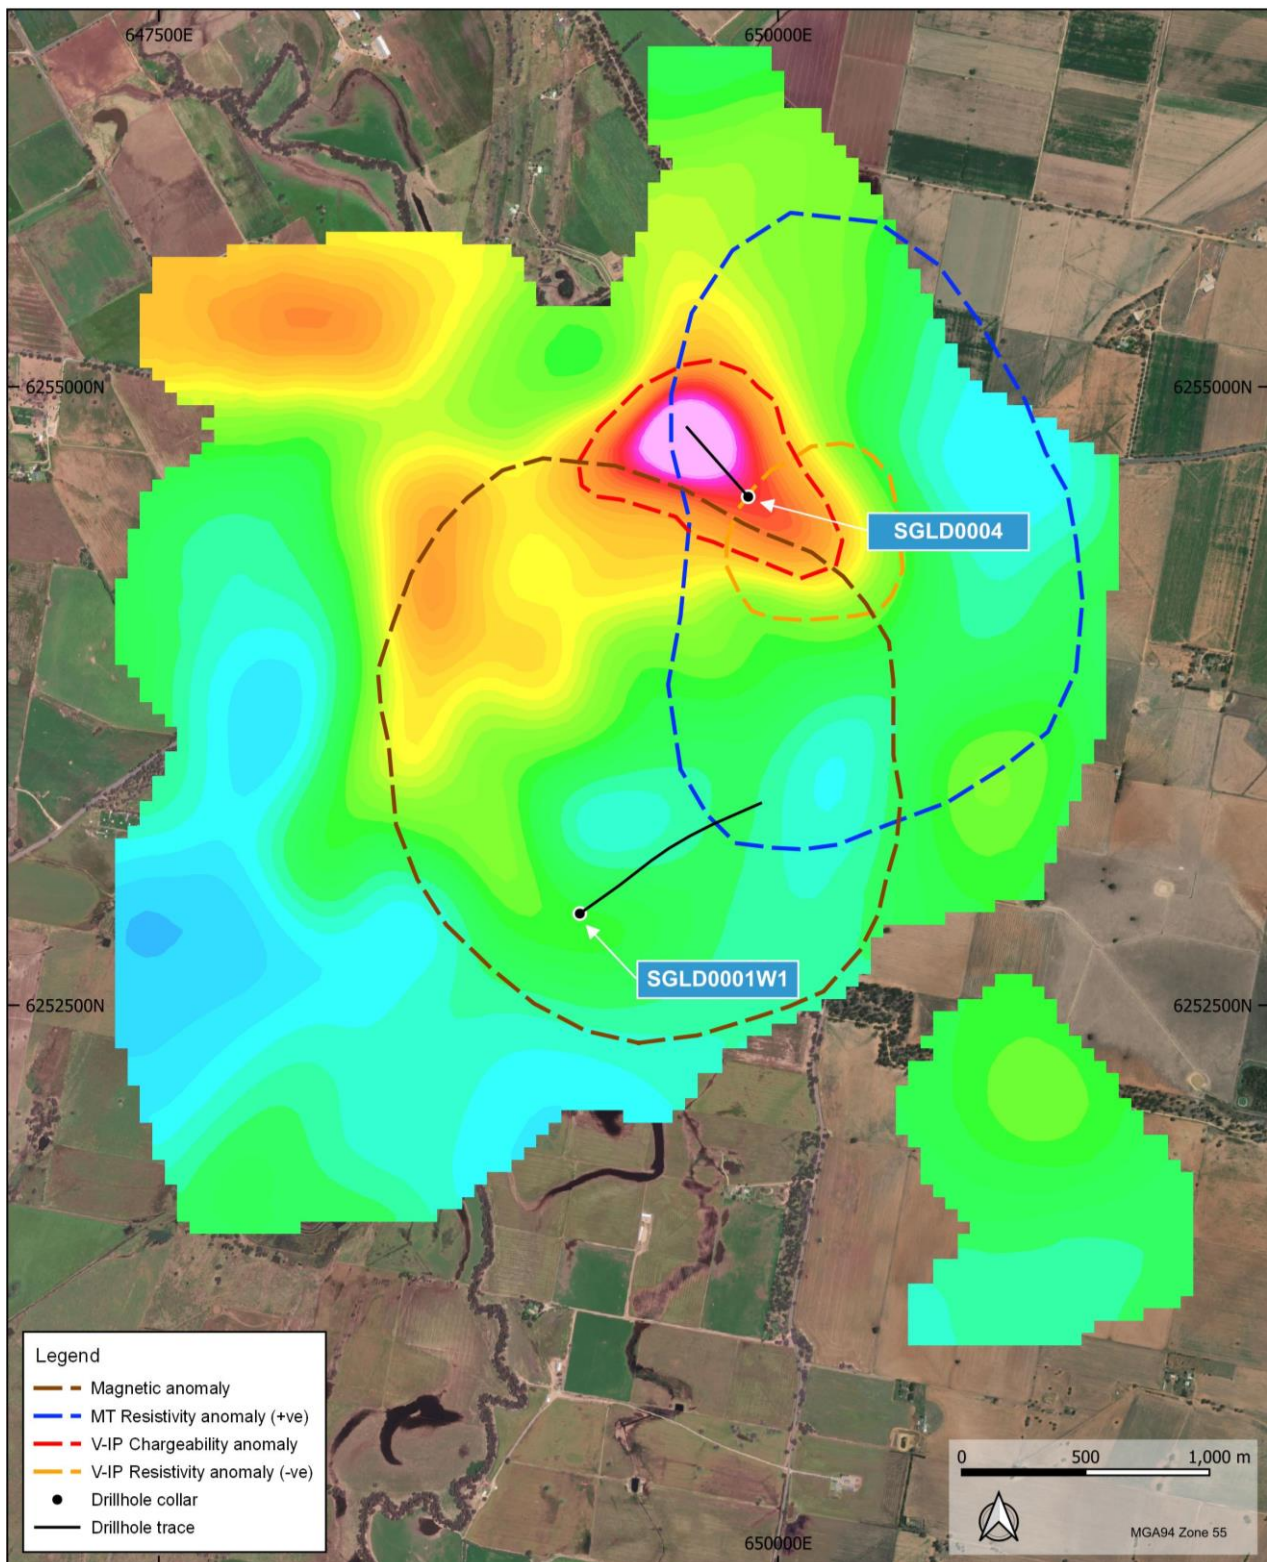 647500E
650000E
6255000N
6255000N
SGLD0004
SGLD0001W1
6252500N
6252500N
Legend
Magnetic anomaly
MT Resistivity anomaly (+ve)
V-IP Chargeability anomaly
V-IP Resistivity anomaly (-ve)
Drillhole collar
Drillhole trace
0 500 1,000 m
MGA94 Zone 55
650000E